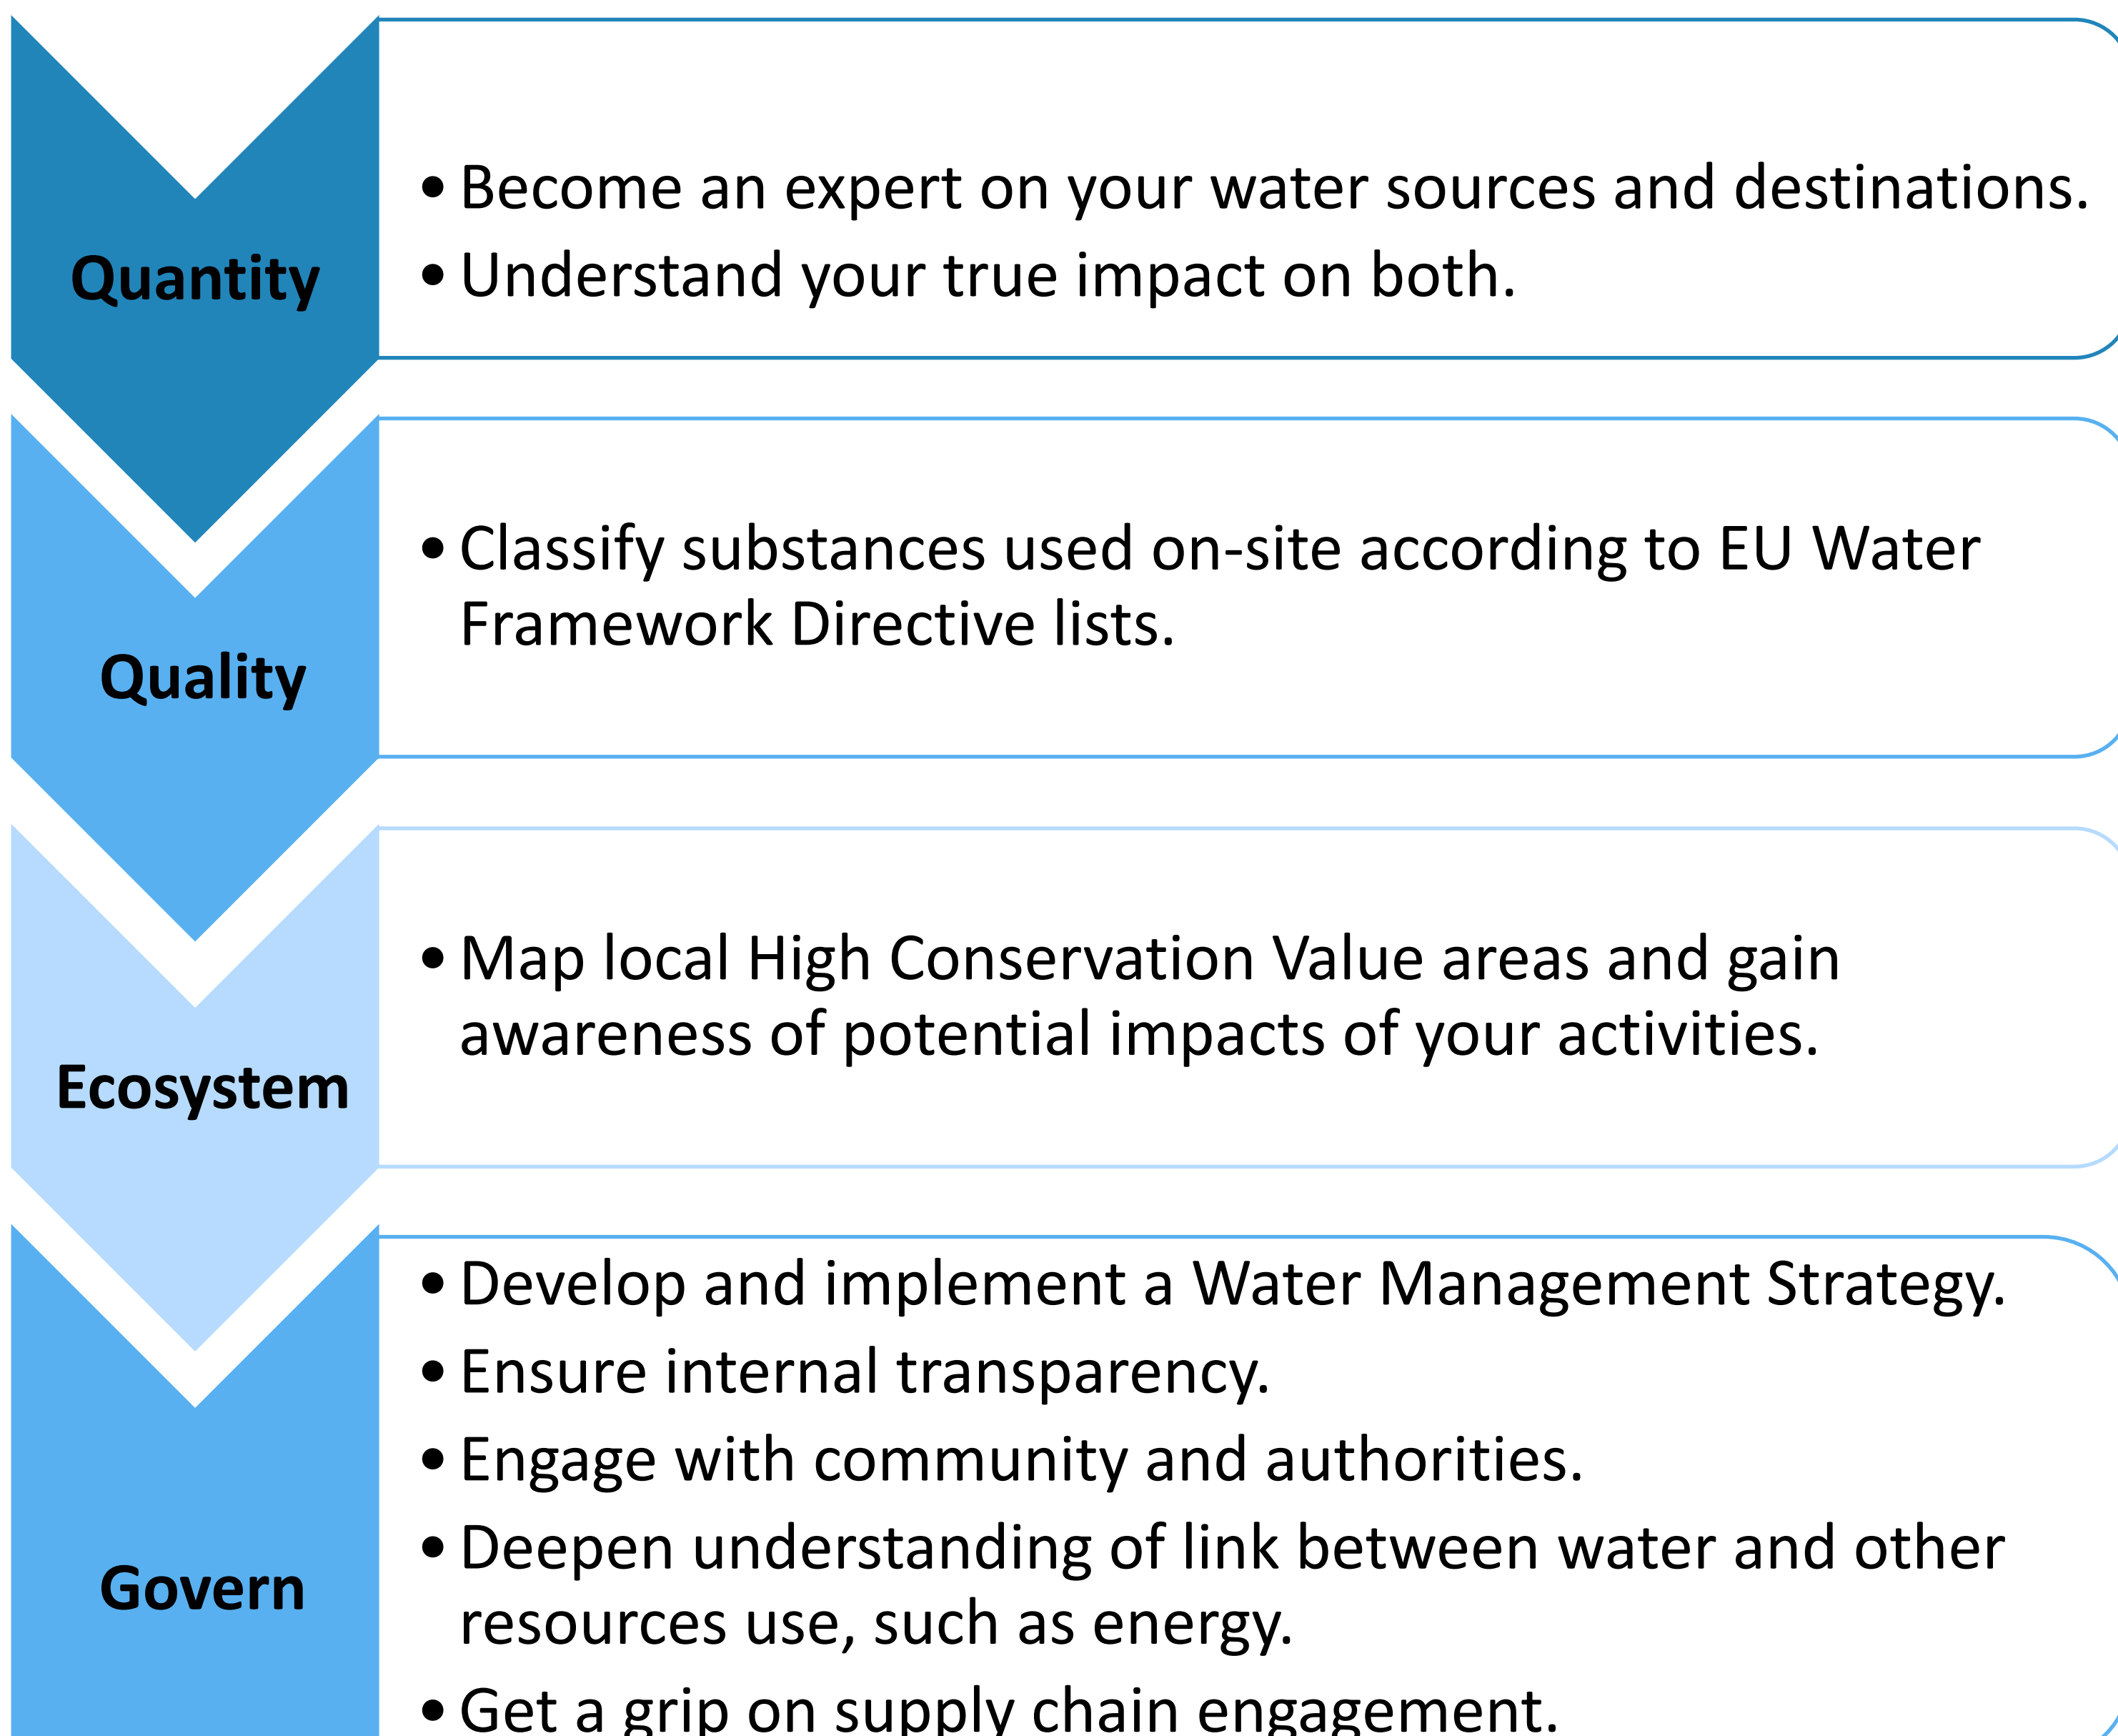 Quantity
• Become an expert on your water sources and destinations.
• Understand your true impact on both.
Quality
• Classify substances used on-site according to EU Water
Framework Directive lists.
Ecosystem
• Map local High Conservation Value areas and gain
awareness of potential impacts of your activities.
Govern
• Develop and implement a Water Management Strategy.
• Ensure internal transparency.
• Engage with community and authorities.
• Deepen understanding of link between water and other
resources use, such as energy.
• Get a grip on supply chain engagement.